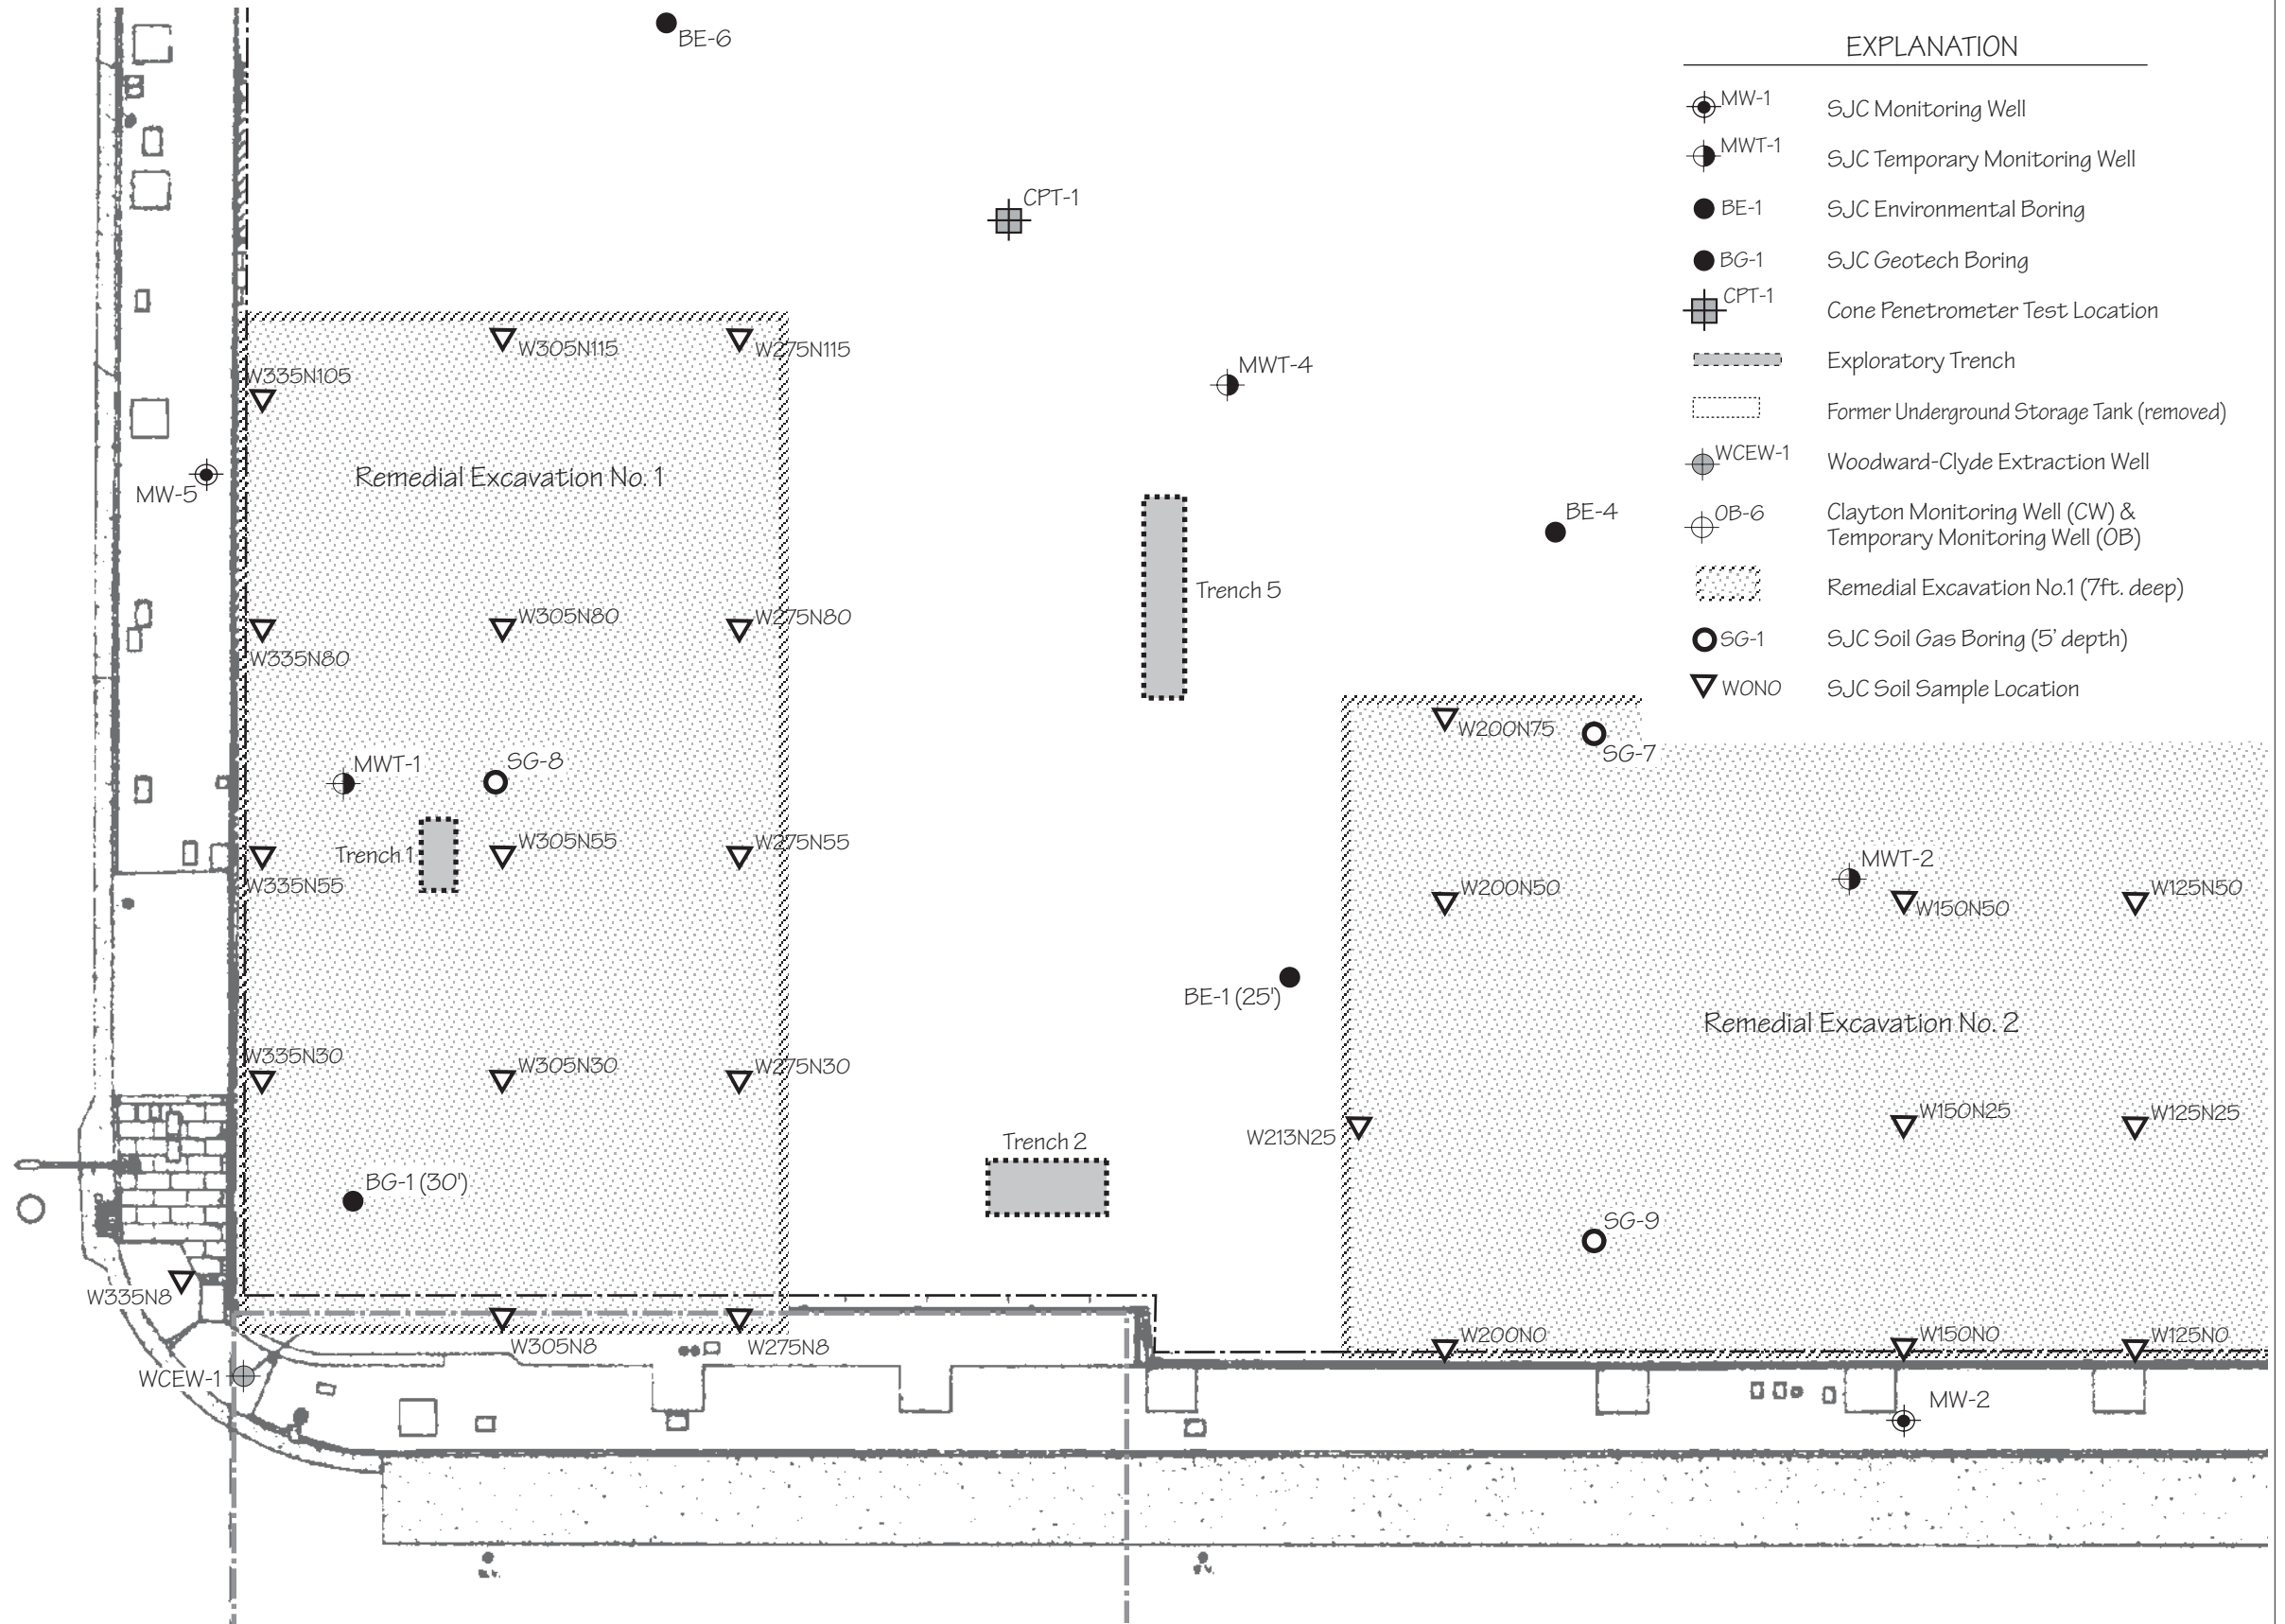 BE-6
CPT-1
EXPLANATION
MW-1 SJC Monitoring Well
MWT-1 SJC Temporary Monitoring Well
BE-1 SJC Environmental Boring
BG-1 SJC Geotech Boring
CPT-1 Cone Penetrometer Test Location
Exploratory Trench
Former Underground Storage Tank (removed)
WCEW-1 Woodward-Clyde Extraction Well
OB-6 Clayton Monitoring Well (CW) &
Temporary Monitoring Well (OB)
Remedial Excavation No.1 (7ft. deep)
SG-1 SJC Soil Gas Boring (5' depth)
W0N0 SJC Soil Sample Location
W305N115
W275N115
W335N105
MWT-4
Remedial Excavation No. 1
MW-5
BE-4
Trench 5
W305N80
W275N80
W335N80
W200N75
SG-7
MWT-1
SG-8
Trench 1
W305N55
W275N55
W335N55
MWT-2
W200N50
W150N50
W125N50
BE-1 (25')
Remedial Excavation No. 2
W335N30
W305N30
W275N30
W213N25
W150N25
W125N25
Trench 2
BG-1 (30')
SG-9
W335N8
W305N8
W275N8
W200N0
W150N0
W125N0
WCEW-1
MW-2